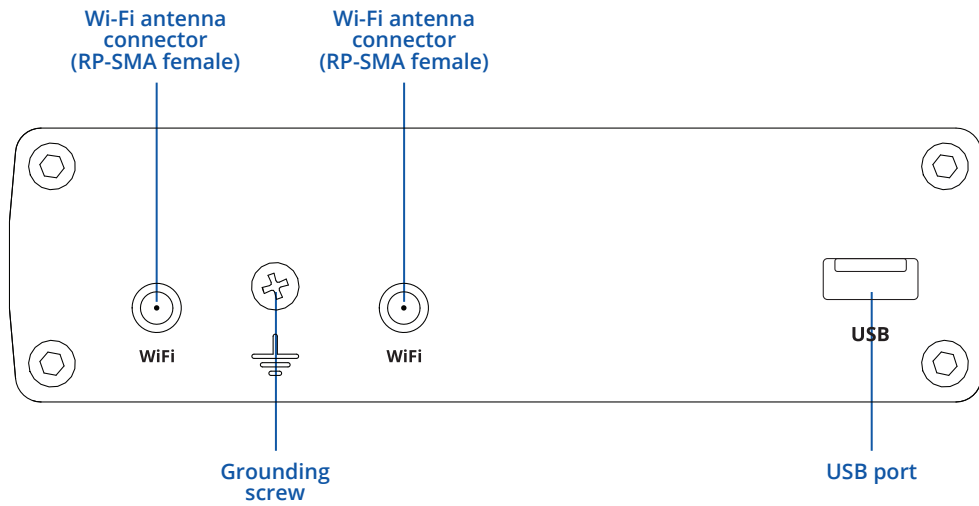 Wi-Fi antenna
connector
(RP-SMA female)
Wi-Fi antenna
connector
(RP-SMA female)
WiFi
WiFi
USB
Grounding
screw
USB port